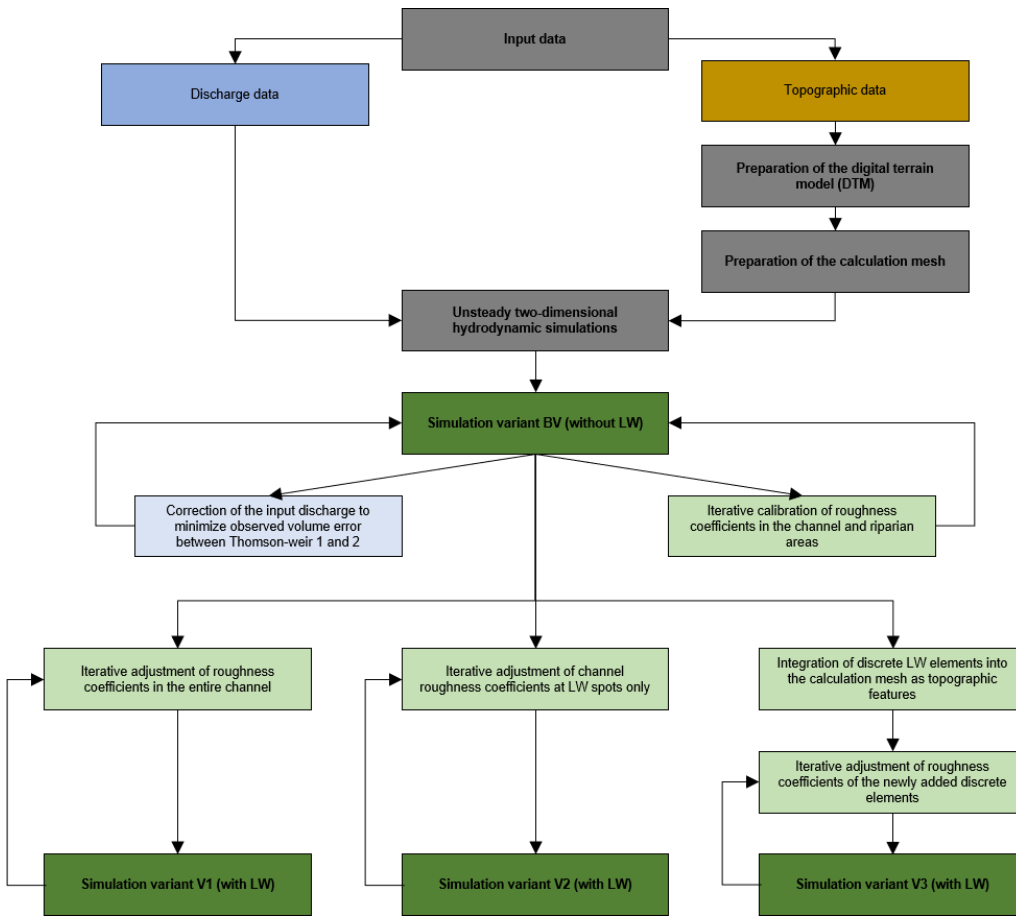 Input data
Discharge data
Topographic data
Preparation of the digital terrain
model (DTM)
Preparation of the calculation mesh
Unsteady two-dimensional
hydrodynamic simulations
Simulation variant BV (without LW)
Correction of the input discharge to
minimize observed volume error
between Thomson-weir 1 and 2
Iterative calibration of roughness
coefficients in the channel and riparian
areas
Iterative adjustment of roughness
coefficients in the entire channel
Iterative adjustment of channel
roughness coefficients at LW spots only
Integration of discrete LW elements into
the calculation mesh as topographic
features
Iterative adjustment of roughness
coefficients of the newly added discrete
elements
Simulation variant V1 (with LW)
Simulation variant V2 (with LW)
Simulation variant V3 (with LW)